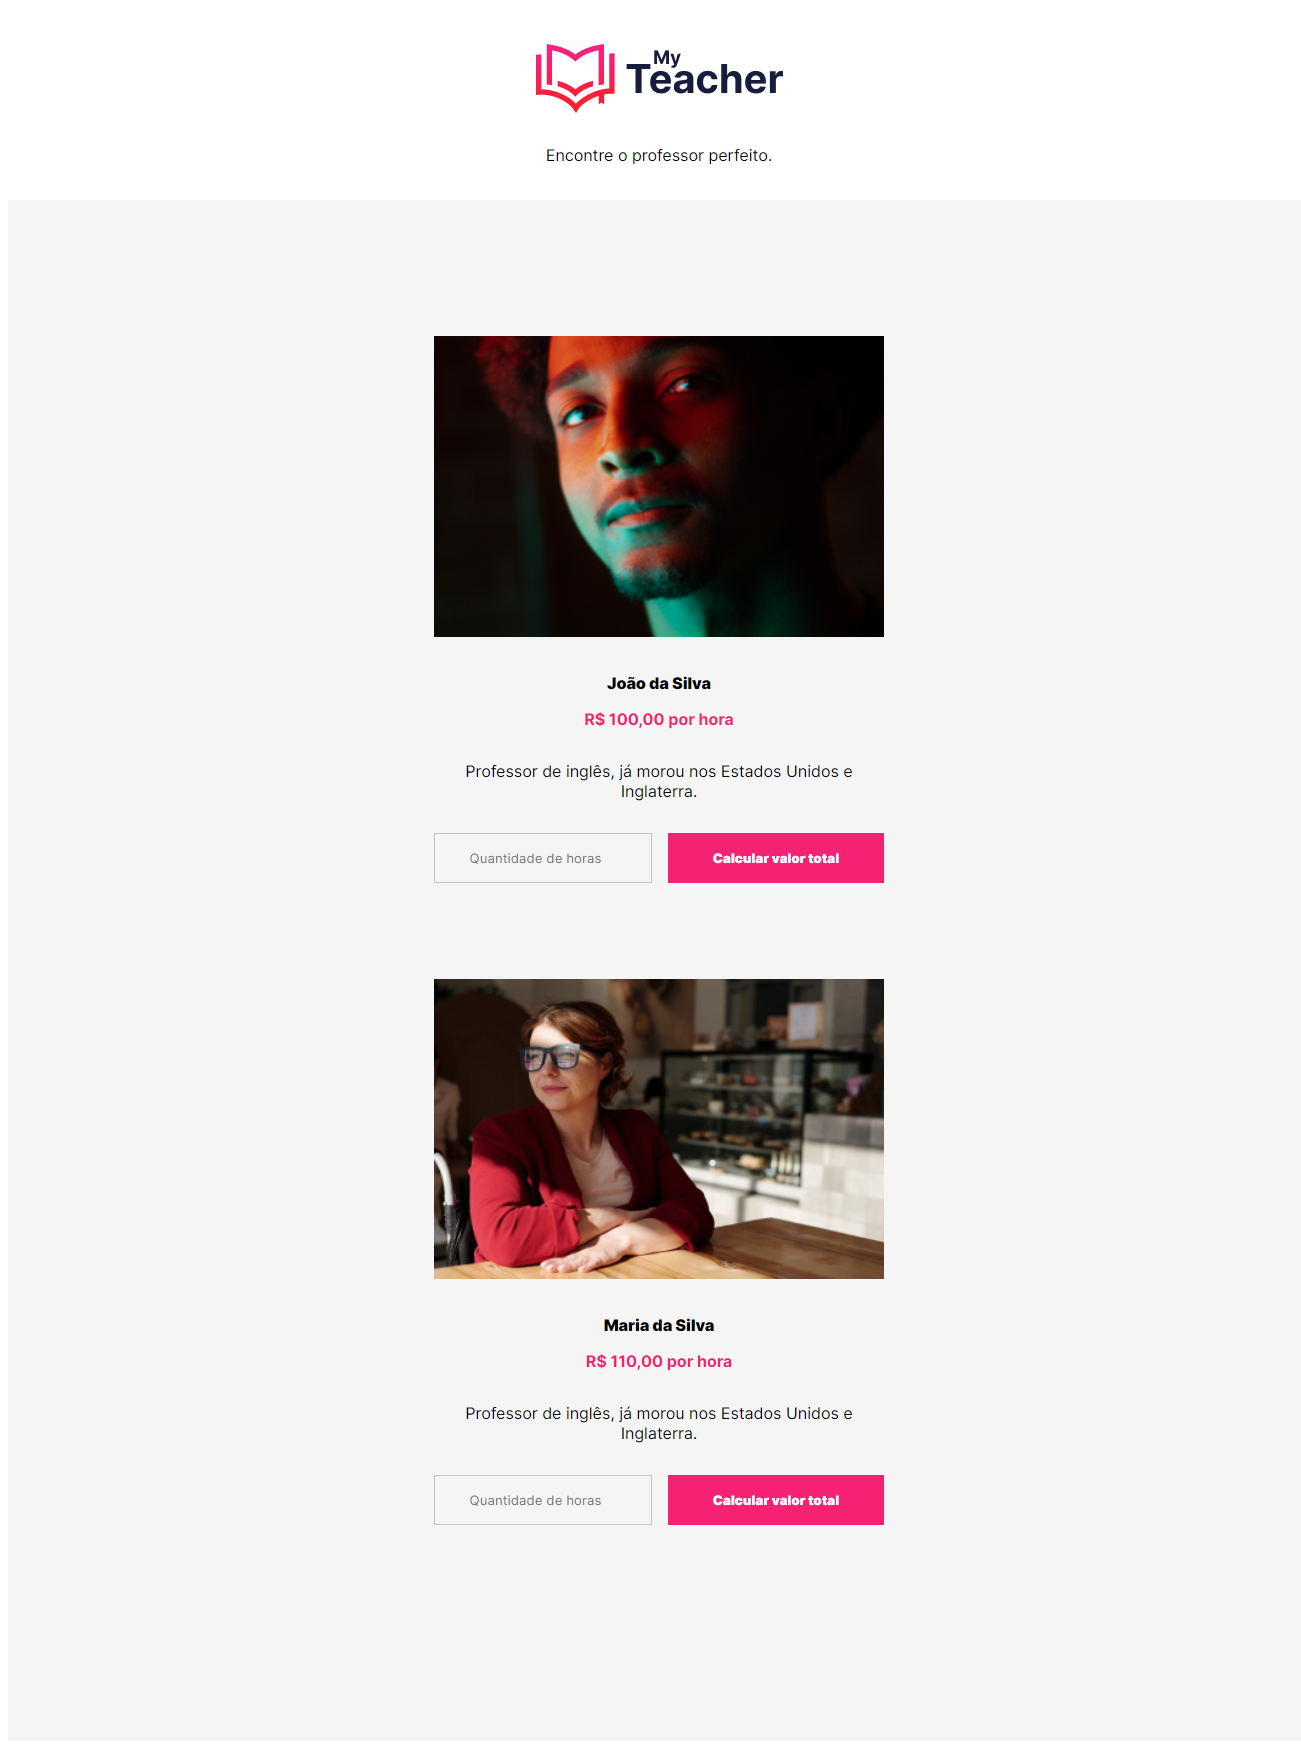 My
Teacher
Encontre o professor perfeito.
João da Silva
R$ 100,00 por hora
Professor de inglês, já morou nos Estados Unidos e
Inglaterra.
Quantidade de horas
Calcular valor total
Maria da Silva
R$ 110,00 por hora
Professor de inglês, já morou nos Estados Unidos e
Inglaterra.
Quantidade de horas
Calcular valor total